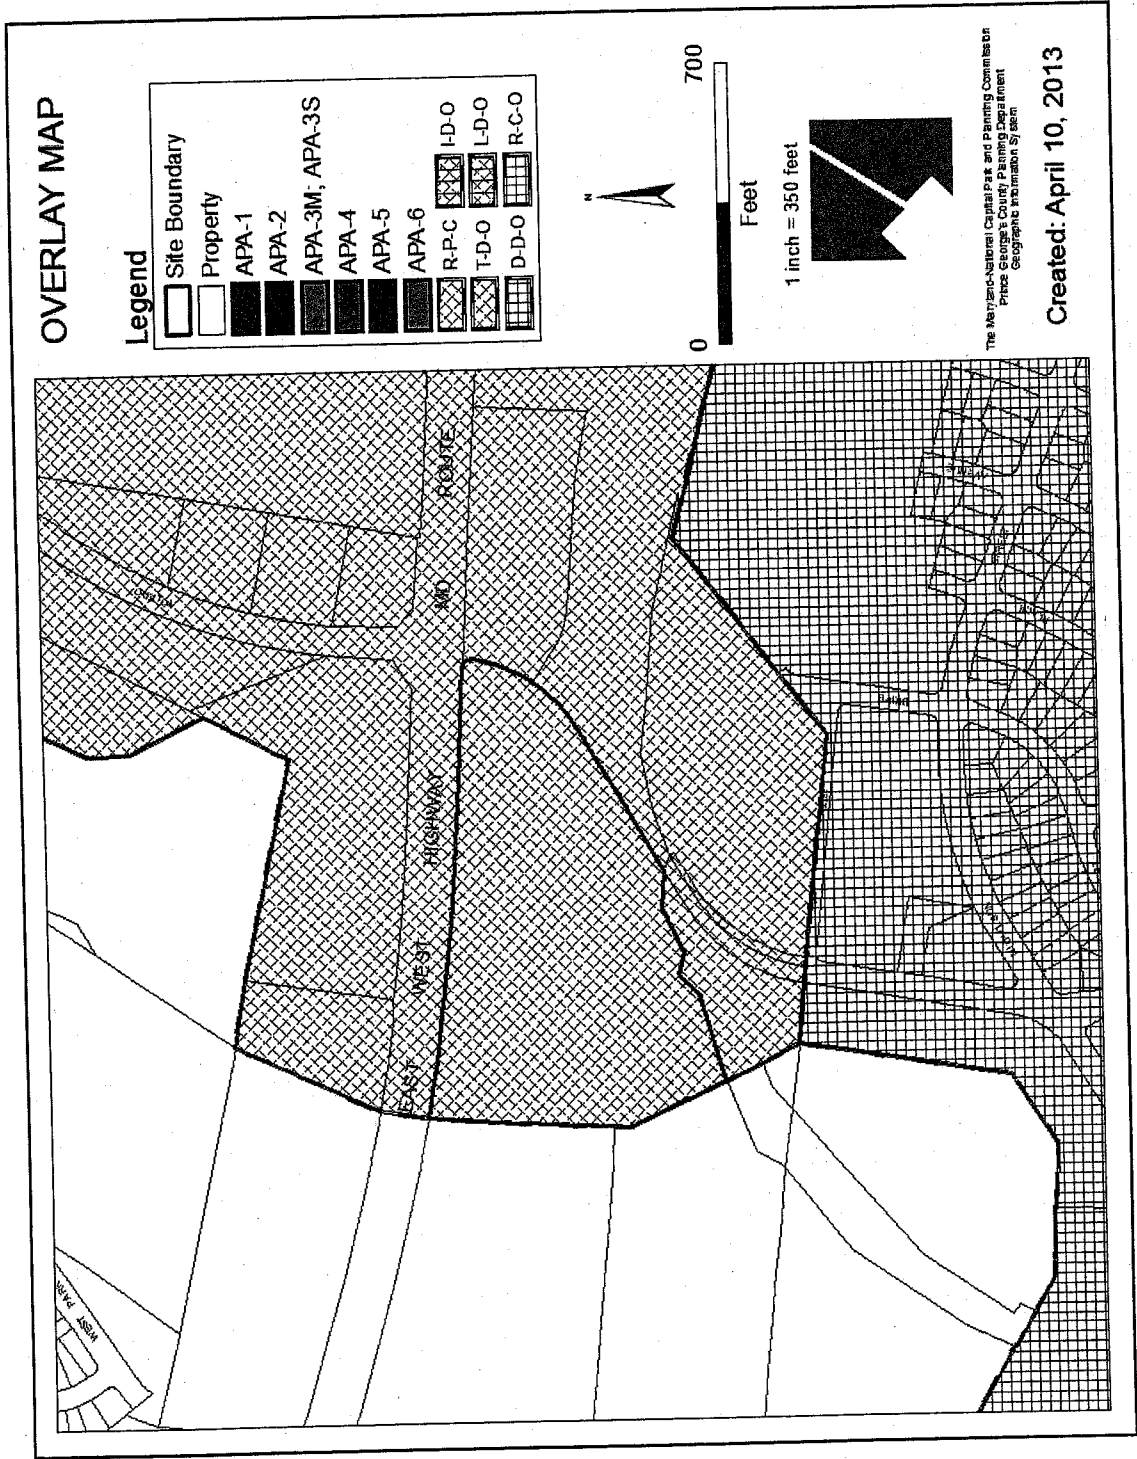 OVERLAY MAP
Legend
Site Boundary
Property
APA-1
APA-2
APA-3M; APA-3S
APA-4
APA-5
APA-6
R-P-C I-D-O
T-D-O L-D-O
D-D-O R-C-O
N
0 700
Feet
1 inch = 350 feet
The Maryland-National Capital Park and Planning Commission
Prince George's County Planning Department
Geographic Information System
Created: April 10, 2013
WEST PARK
EAST WEST HIGHWAY MD ROUTE
DRIVE
AVENUE